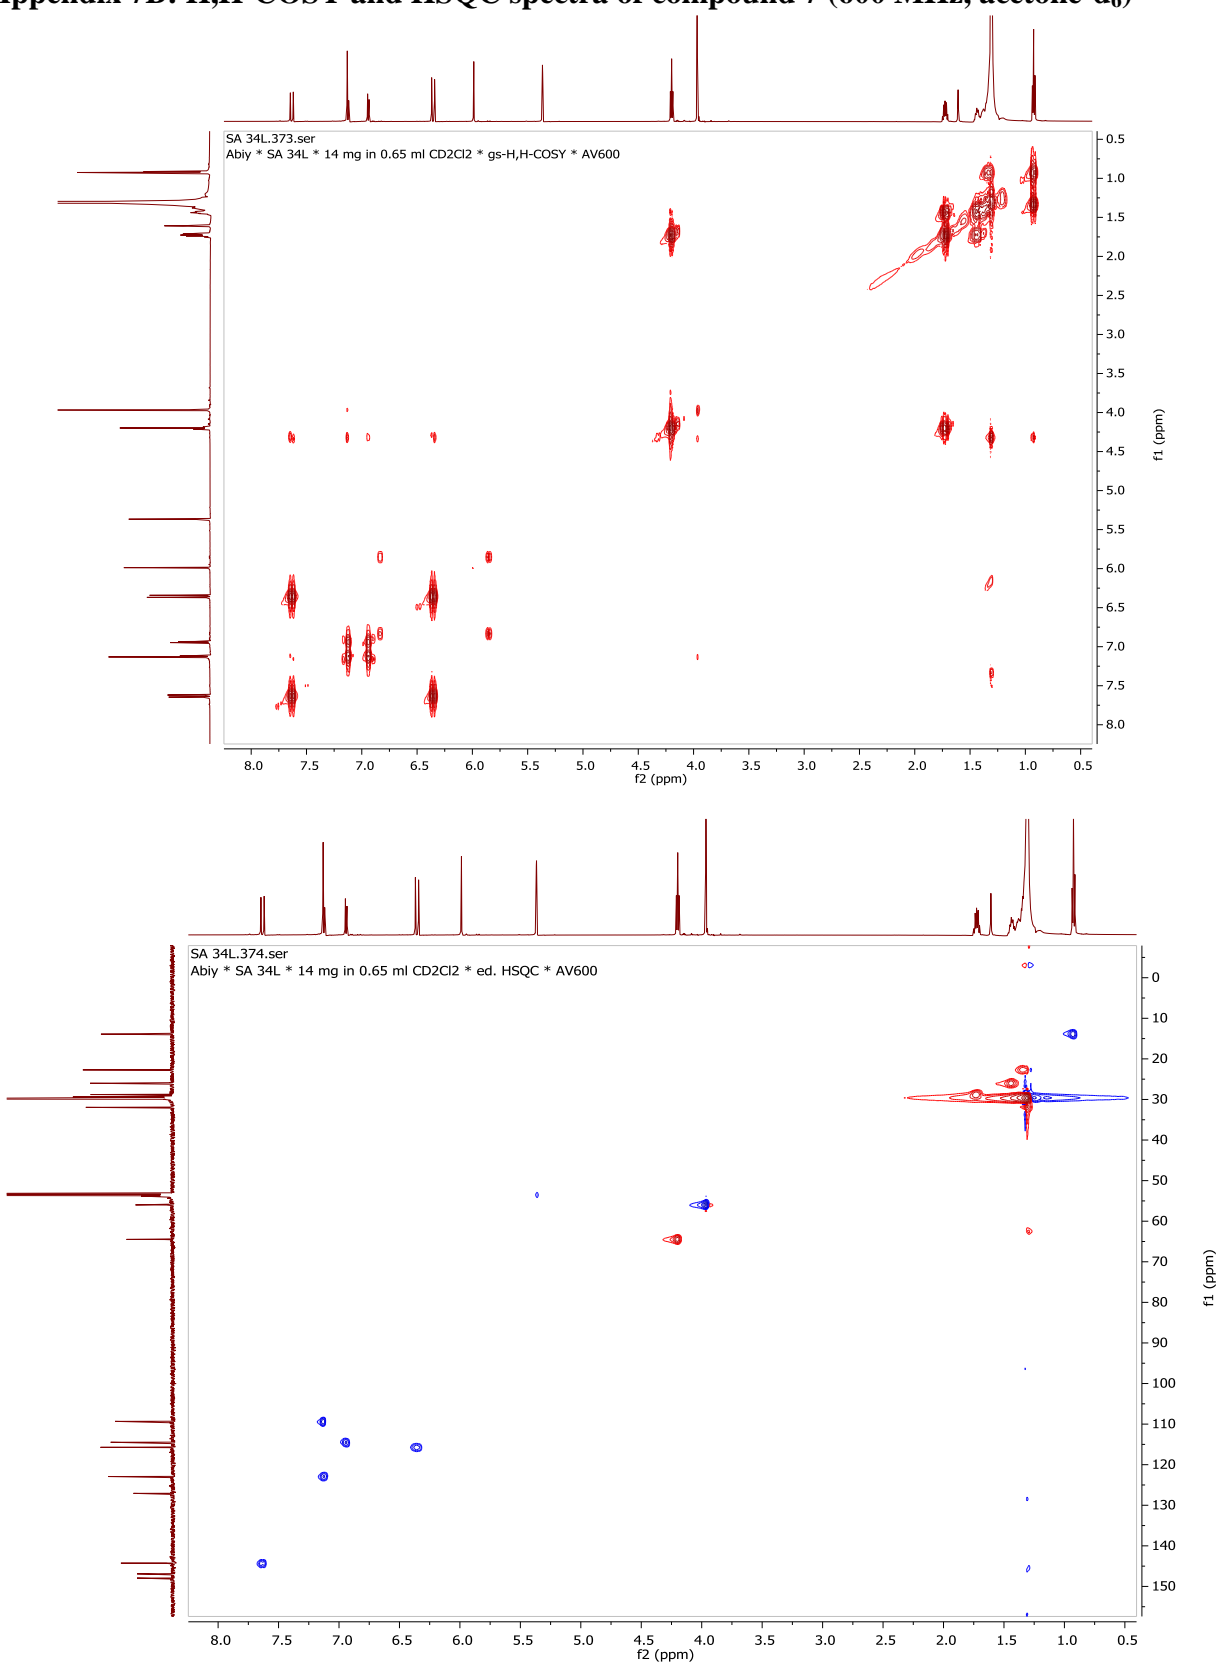 ppendix 7B: H,H-COSY and HSQC spectra of compound 7 (600 MHz, acetone-d₆)
SA 34L.373.ser
Abiy * SA 34L * 14 mg in 0.65 ml CD2Cl2 * gs-H,H-COSY * AV600
0.5
1.0
1.5
2.0
2.5
3.0
3.5
4.0
4.5
5.0
5.5
6.0
6.5
7.0
7.5
8.0
f1 (ppm)
8.0 7.5 7.0 6.5 6.0 5.5 5.0 4.5 4.0 3.5 3.0 2.5 2.0 1.5 1.0 0.5
f2 (ppm)
SA 34L.374.ser
Abiy * SA 34L * 14 mg in 0.65 ml CD2Cl2 * ed. HSQC * AV600
0
10
20
30
40
50
60
70
80
90
100
110
120
130
140
150
f1 (ppm)
8.0 7.5 7.0 6.5 6.0 5.5 5.0 4.5 4.0 3.5 3.0 2.5 2.0 1.5 1.0 0.5
f2 (ppm)